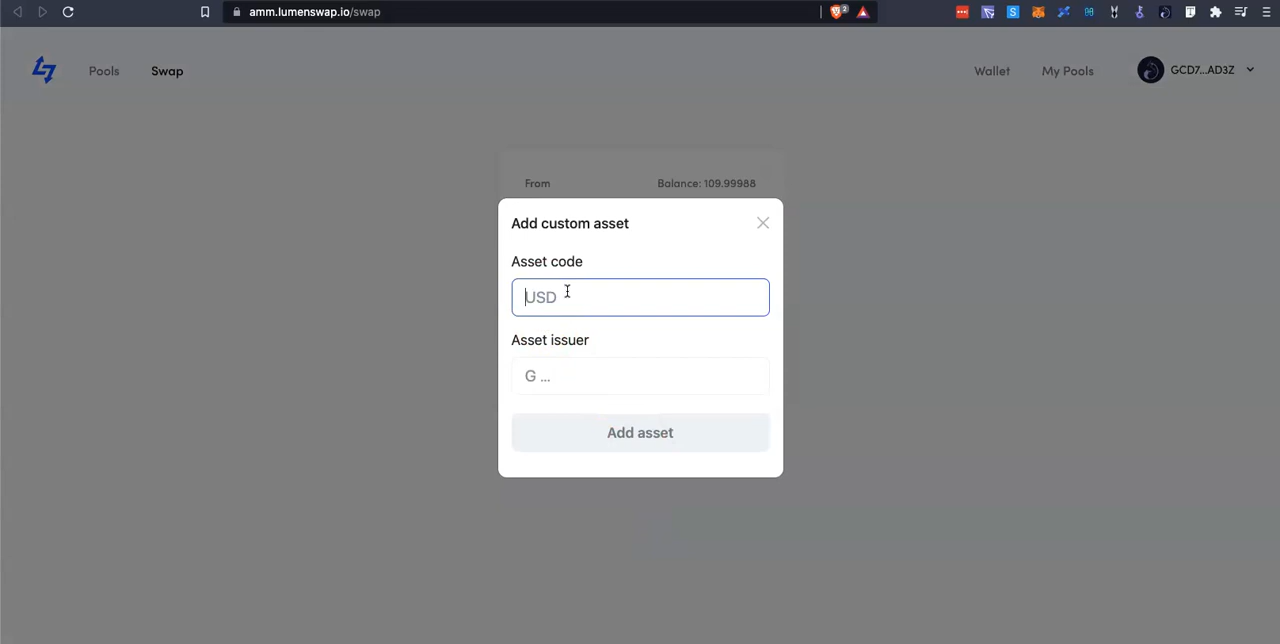 amm.lumenswap.io/swap
2
S
Pools
Swap
Wallet
My Pools
GCD7...AD3Z
From
Balance: 109.99988
Add custom asset
Asset code
USD
Asset issuer
G ...
Add asset